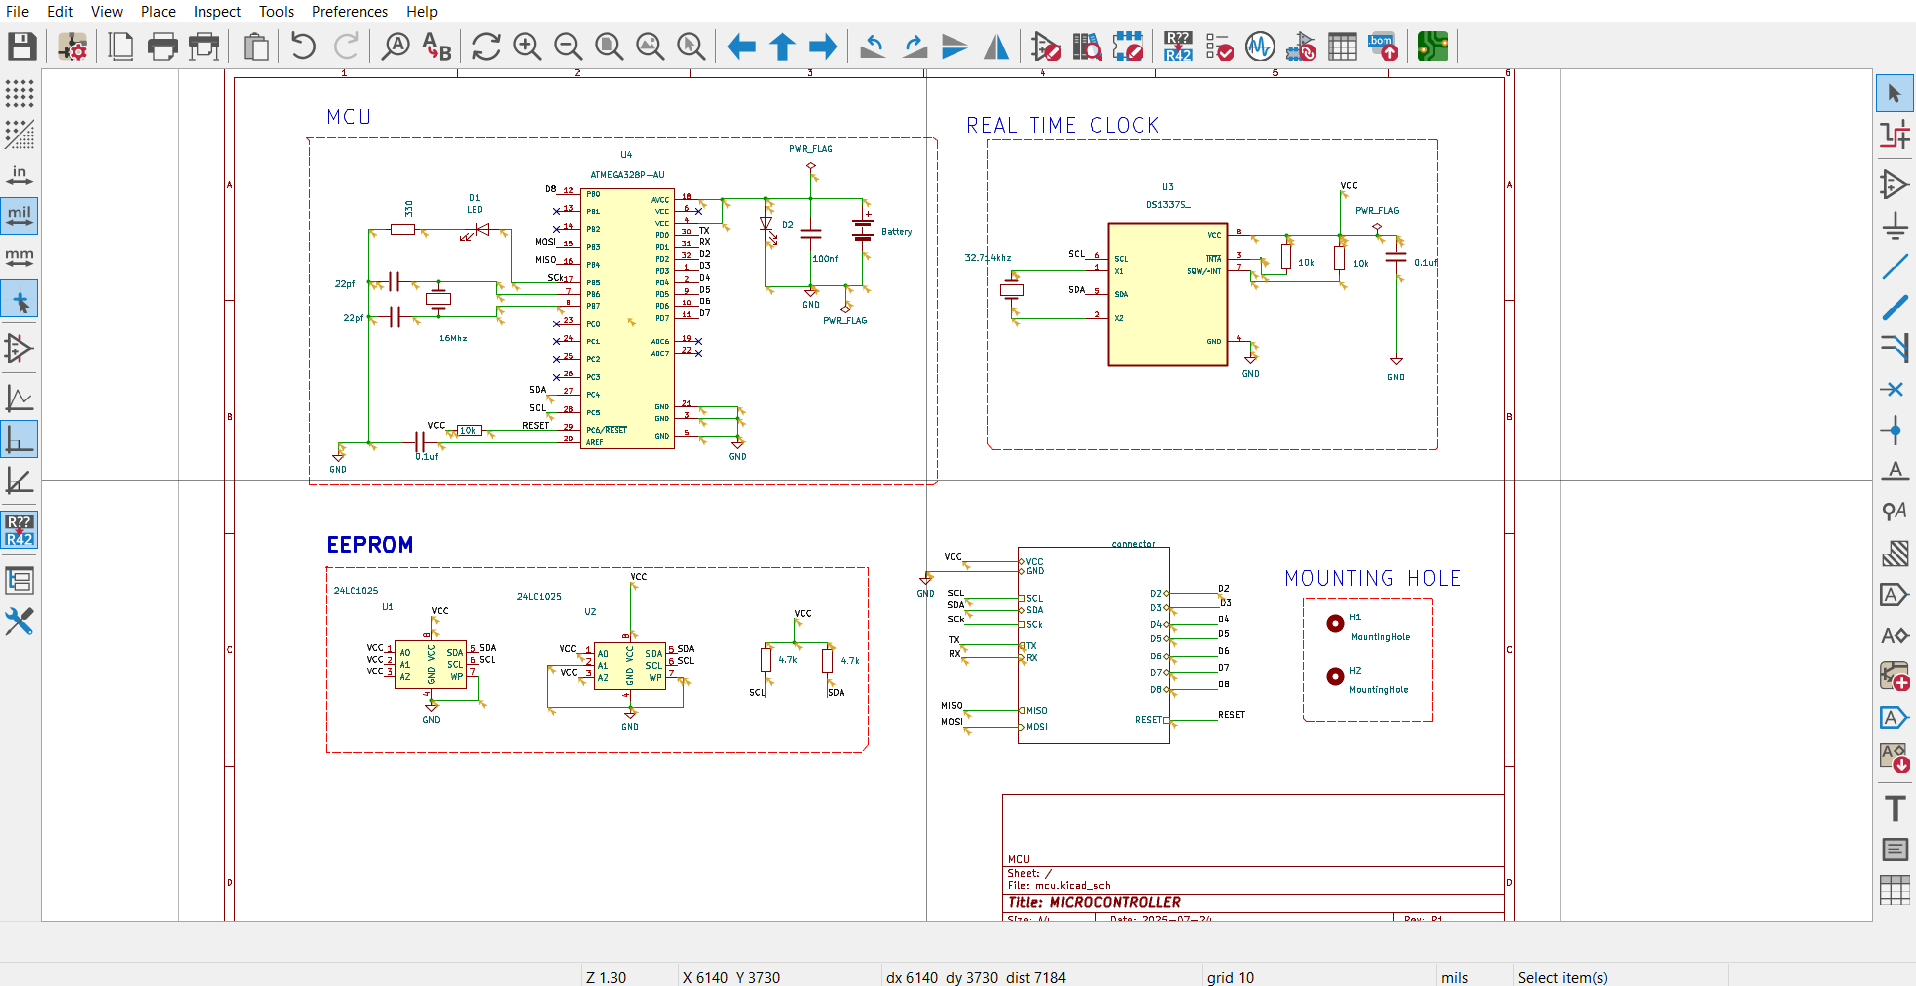 File Edit View Place Inspect Tools Preferences Help
A
A B
R??
R42
.bom
in
mil
mm
R??
R42
A
A
A
A
A
A
T
1 2 3 4 5 6
A
B
C
D
A
B
C
D
MCU
U4
ATMEGA328P-AU
PWR_FLAG
330
D1
LED
D8 12 PB0
13 PB1
14 PB2
MOSI 15 PB3
MISO 16 PB4
SCk 17 PB5
7 PB6
8 PB7
23 PC0
24 PC1
25 PC2
26 PC3
SDA 27 PC4
SCL 28 PC5
RESET 29 PC6/RESET
20 AREF
AVCC 18
VCC 6
VCC 4
PD0 30 TX
PD1 31 RX
PD2 32 D2
PD3 1 D3
PD4 2 D4
PD5 9 D5
PD6 10 D6
PD7 11 D7
ADC6 19
ADC7 22
GND 21
GND 3
GND 5
22pf
22pf
16Mhz
VCC 10k
0.1uf
GND
GND
D2
100nf
Battery
+
GND
PWR_FLAG
REAL TIME CLOCK
U3
DS1337S_
VCC
PWR_FLAG
32.714khz
SCL 6 SCL
1 X1
SDA 5 SDA
2 X2
VCC 8
INTA 3
SQW/-INT 7
GND 4
10k
10k
0.1uf
GND
GND
EEPROM
24LC1025
U1
VCC
VCC 1 A0
VCC 2 A1
VCC 3 A2
8 VCC
GND 4
SDA 5 SDA
SCL 6 SCL
WP 7
GND
24LC1025
U2
VCC
VCC 1 A0
2 A1
VCC 3 A2
8 VCC
GND 4
SDA 5 SDA
SCL 6 SCL
WP 7
GND
VCC
4.7k
4.7k
SCL
SDA
connector
VCC VCC
GND GND
SCL SCL
SDA SDA
SCk SCk
TX TX
RX RX
MISO MISO
MOSI MOSI
D2 D2
D3 D3
D4 D4
D5 D5
D6 D6
D7 D7
D8 D8
RESET RESET
MOUNTING HOLE
H1
MountingHole
H2
MountingHole
MCU
Sheet: /
File: mcu.kicad_sch
Title: MICROCONTROLLER
Size: A4 Date: 2025-07-24 Rev: R1
Z 1.30 X 6140 Y 3730 dx 6140 dy 3730 dist 7184 grid 10 mils Select item(s)